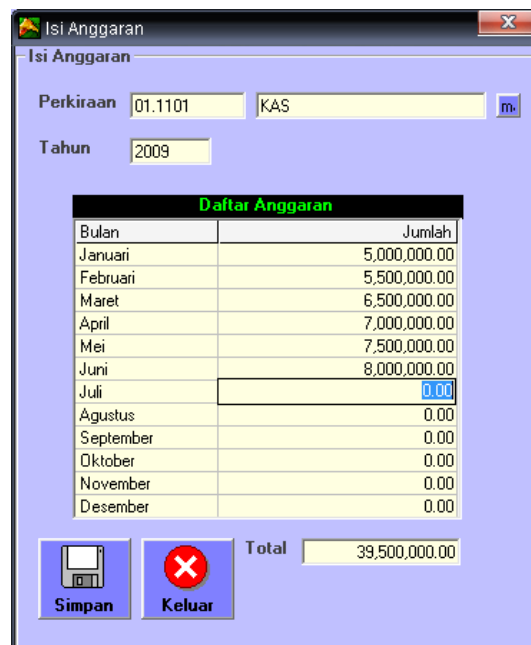 Isi Anggaran
Isi Anggaran
Perkiraan 01.1101 KAS m.
Tahun 2009
Daftar Anggaran
Bulan Jumlah
Januari 5,000,000.00
Februari 5,500,000.00
Maret 6,500,000.00
April 7,000,000.00
Mei 7,500,000.00
Juni 8,000,000.00
Juli 0.00
Agustus 0.00
September 0.00
Oktober 0.00
November 0.00
Desember 0.00
Total 39,500,000.00
Simpan Keluar